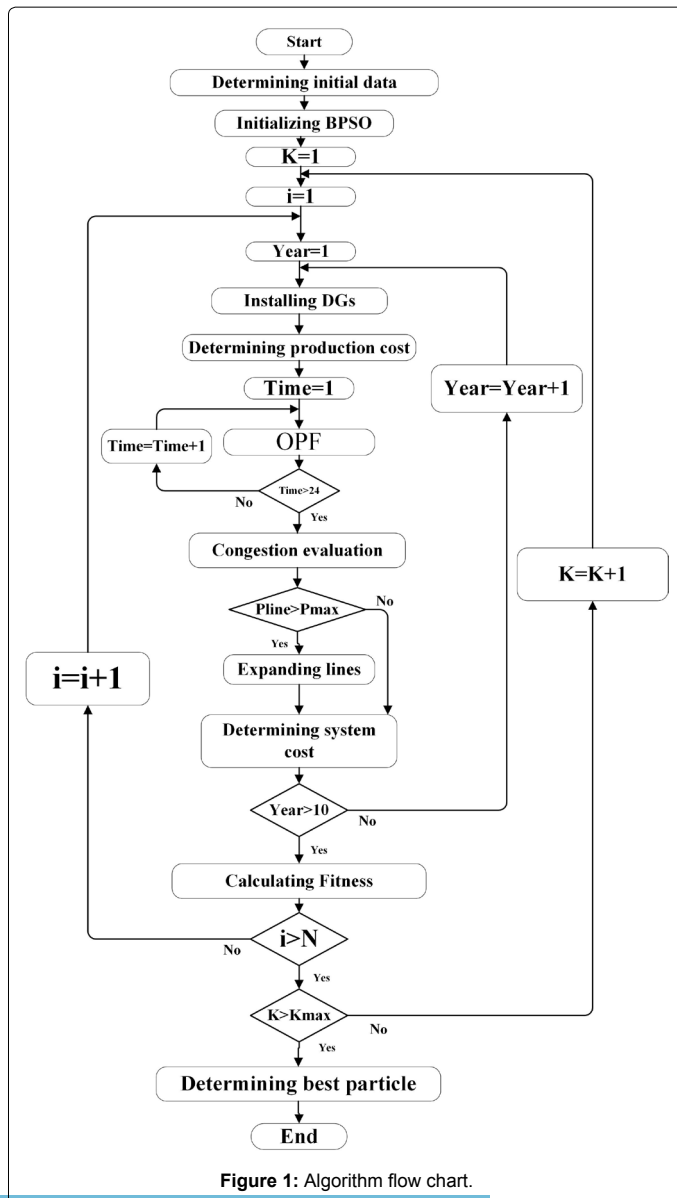 Start
Determining initial data
Initializing BPSO
K=1
i=1
Year=1
Installing DGs
Determining production cost
Time=1
Year=Year+1
Time=Time+1
OPF
Time>24
No
Yes
Congestion evaluation
K=K+1
Pline>Pmax
No
Yes
i=i+1
Expanding lines
Determining system
cost
Year>10
No
Yes
Calculating Fitness
i>N
No
Yes
K>Kmax
No
Yes
Determining best particle
End
Figure 1: Algorithm flow chart.